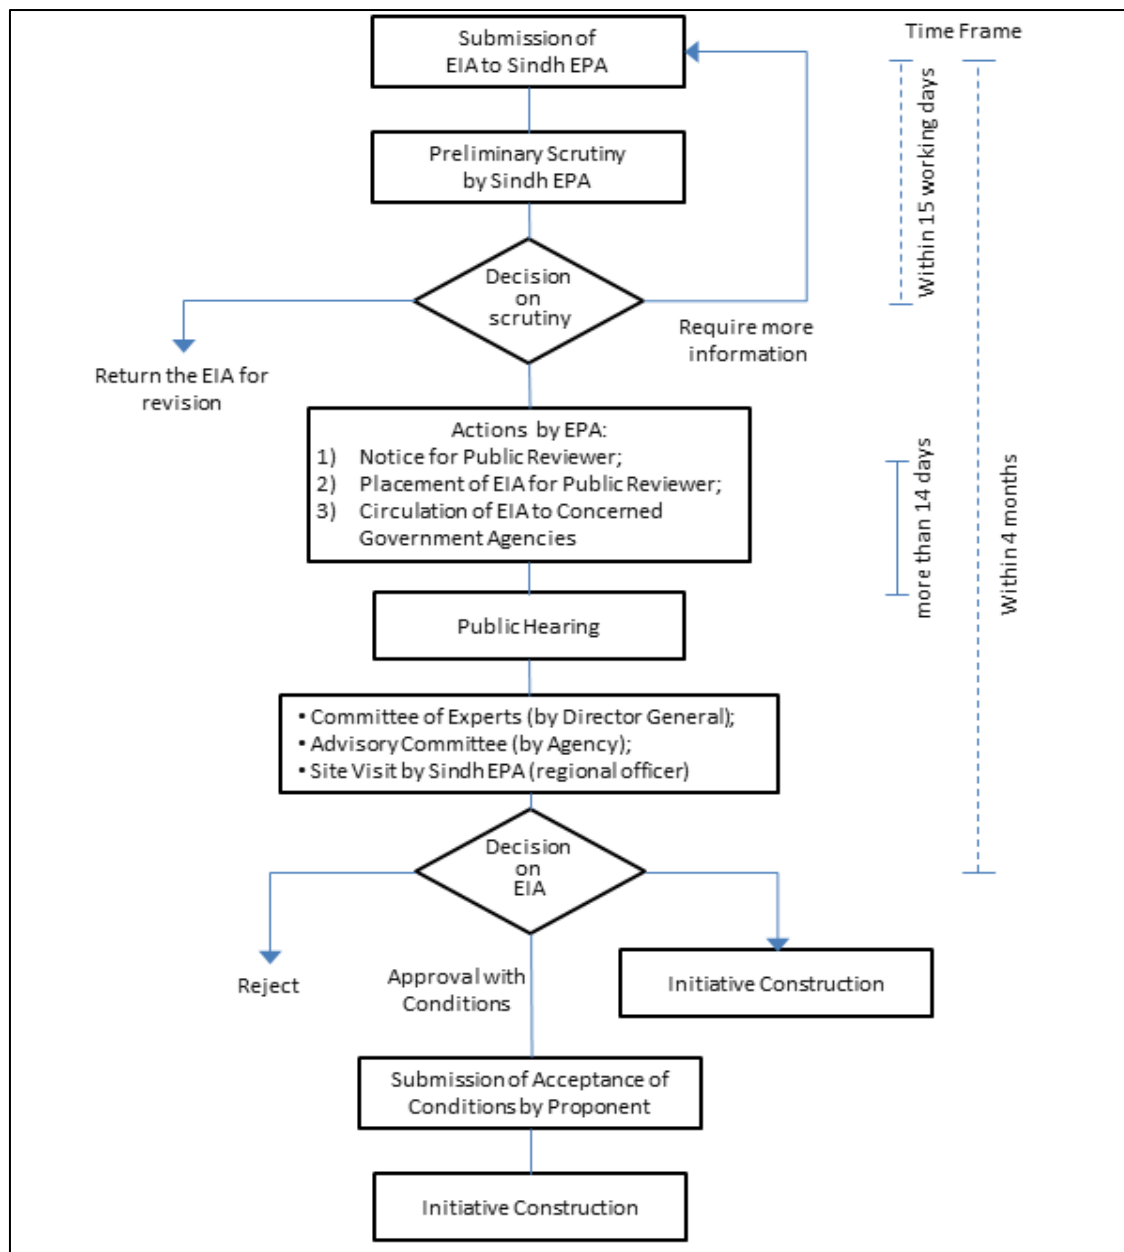 Submission of
EIA to Sindh EPA
Time Frame
Within 15 working days
Preliminary Scrutiny
by Sindh EPA
Decision
on
scrutiny
Require more
information
Return the EIA for
revision
Actions by EPA:
1) Notice for Public Reviewer;
2) Placement of EIA for Public Reviewer;
3) Circulation of EIA to Concerned
Government Agencies
more than 14 days
Within 4 months
Public Hearing
• Committee of Experts (by Director General);
• Advisory Committee (by Agency);
• Site Visit by Sindh EPA (regional officer)
Decision
on
EIA
Reject
Approval with
Conditions
Initiative Construction
Submission of Acceptance of
Conditions by Proponent
Initiative Construction